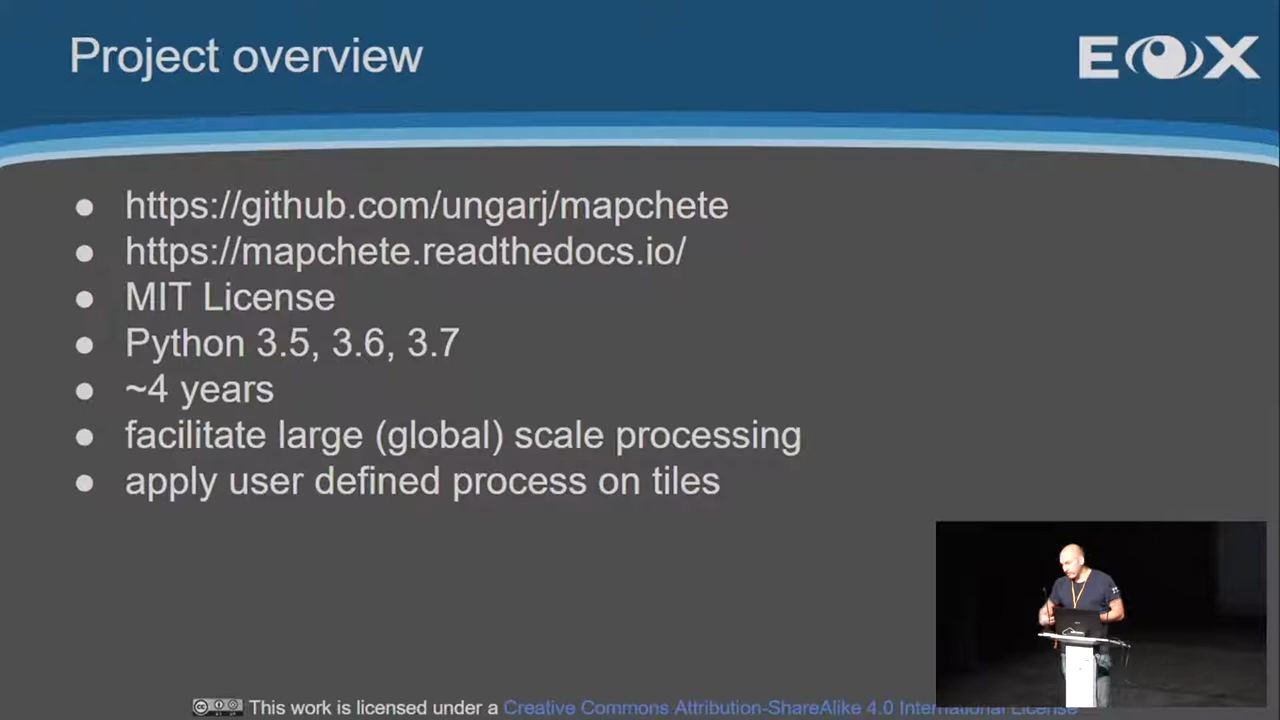 Project overview
EOX
https://github.com/ungarj/mapchete
https://mapchete.readthedocs.io/
MIT License
Python 3.5, 3.6, 3.7
~4 years
facilitate large (global) scale processing
apply user defined process on tiles
This work is licensed under a Creative Commons Attribution-ShareAlike 4.0 International License